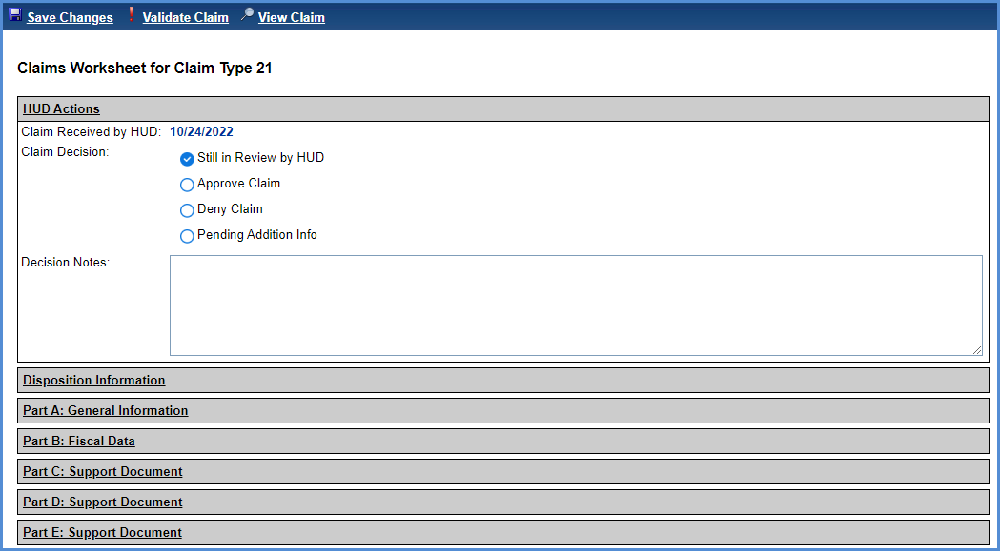 Save Changes Validate Claim View Claim
Claims Worksheet for Claim Type 21
HUD Actions
Claim Received by HUD: 10/24/2022
Claim Decision:
Still in Review by HUD
Approve Claim
Deny Claim
Pending Addition Info
Decision Notes:
Disposition Information
Part A: General Information
Part B: Fiscal Data
Part C: Support Document
Part D: Support Document
Part E: Support Document